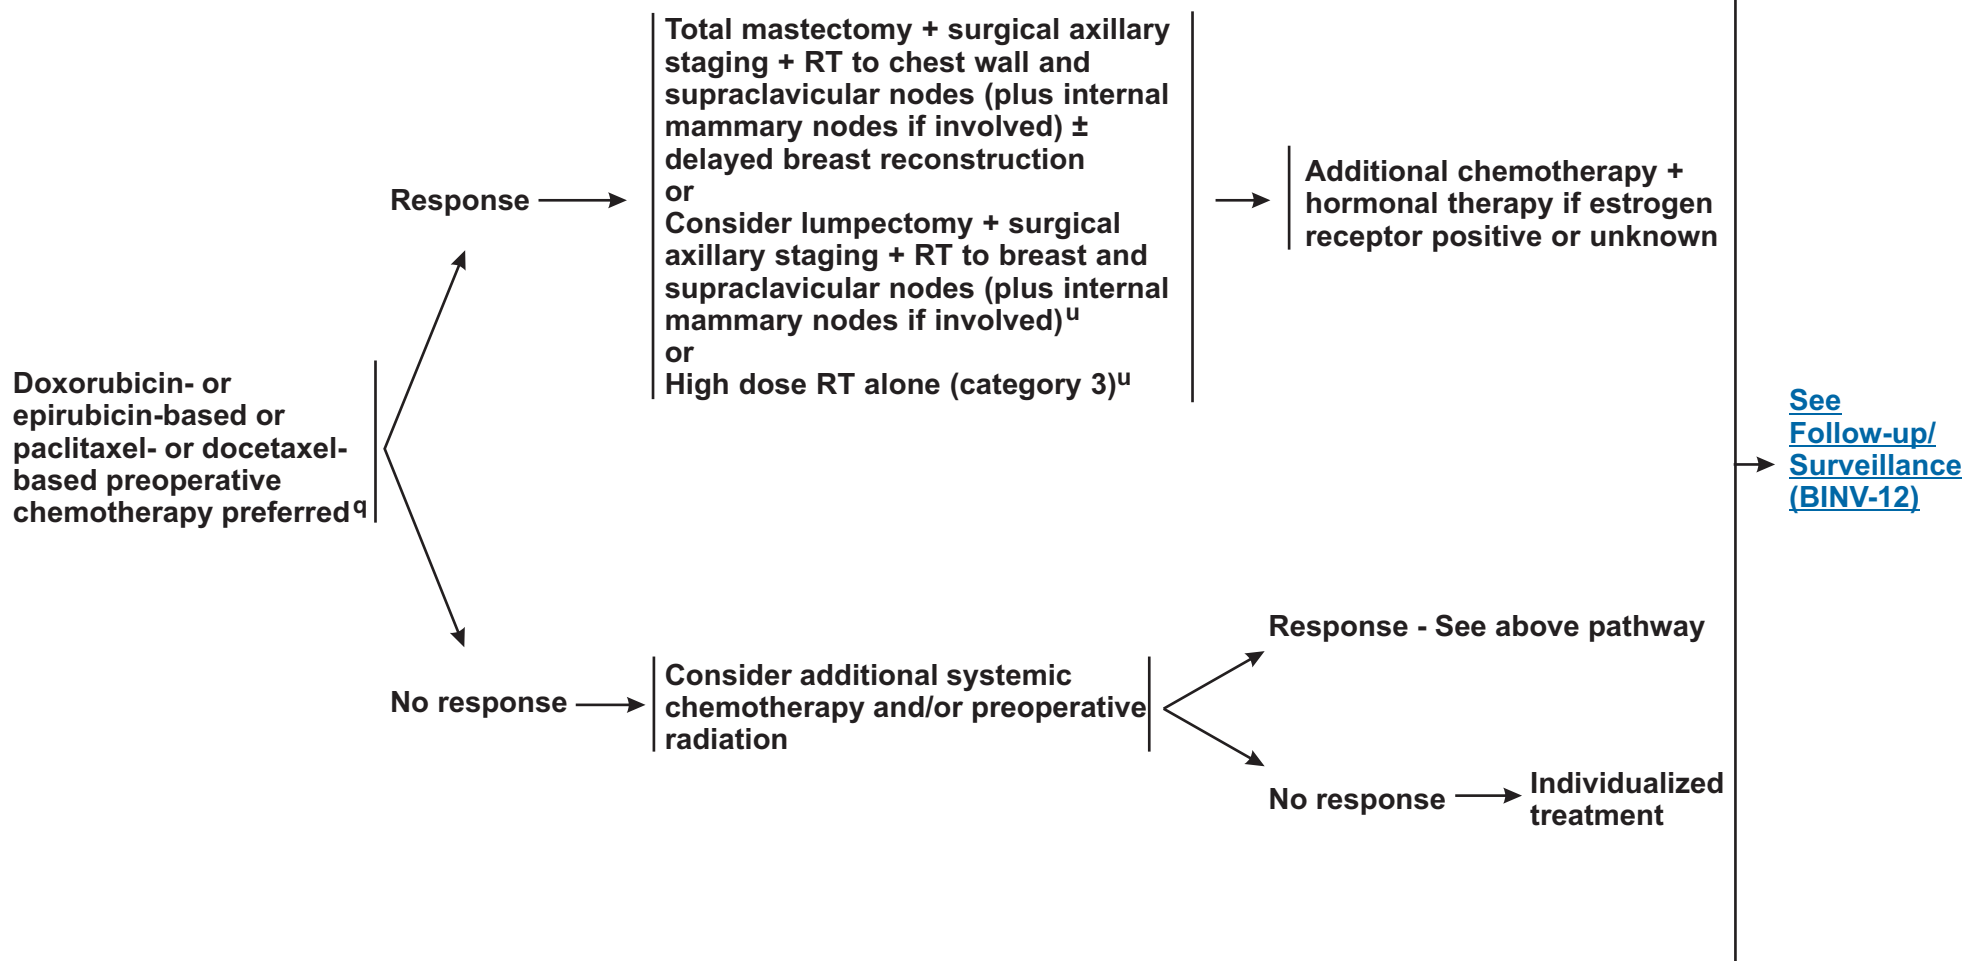 Total mastectomy + surgical axillary
staging + RT to chest wall and
supraclavicular nodes (plus internal
mammary nodes if involved) ±
delayed breast reconstruction
or
Consider lumpectomy + surgical
axillary staging + RT to breast and
supraclavicular nodes (plus internal
mammary nodes if involved)ᵘ
or
High dose RT alone (category 3)ᵘ
Response
Additional chemotherapy +
hormonal therapy if estrogen
receptor positive or unknown
Doxorubicin- or
epirubicin-based or
paclitaxel- or docetaxel-
based preoperative
chemotherapy preferred q
See
Follow-up/
Surveillance
(BINV-12)
No response
Consider additional systemic
chemotherapy and/or preoperative
radiation
Response - See above pathway
No response
Individualized
treatment